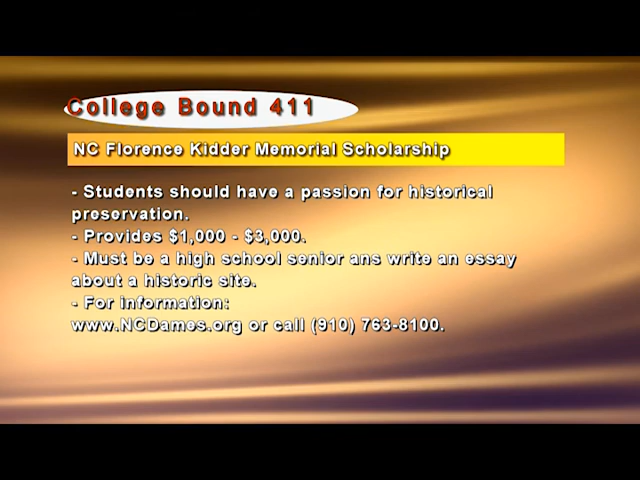 College Bound 411
NC Florence Kidder Memorial Scholarship
- Students should have a passion for historical
preservation.
- Provides $1,000 - $3,000.
- Must be a high school senior ans write an essay
about a historic site.
- For information:
www.NCDames.org or call (910) 763-8100.